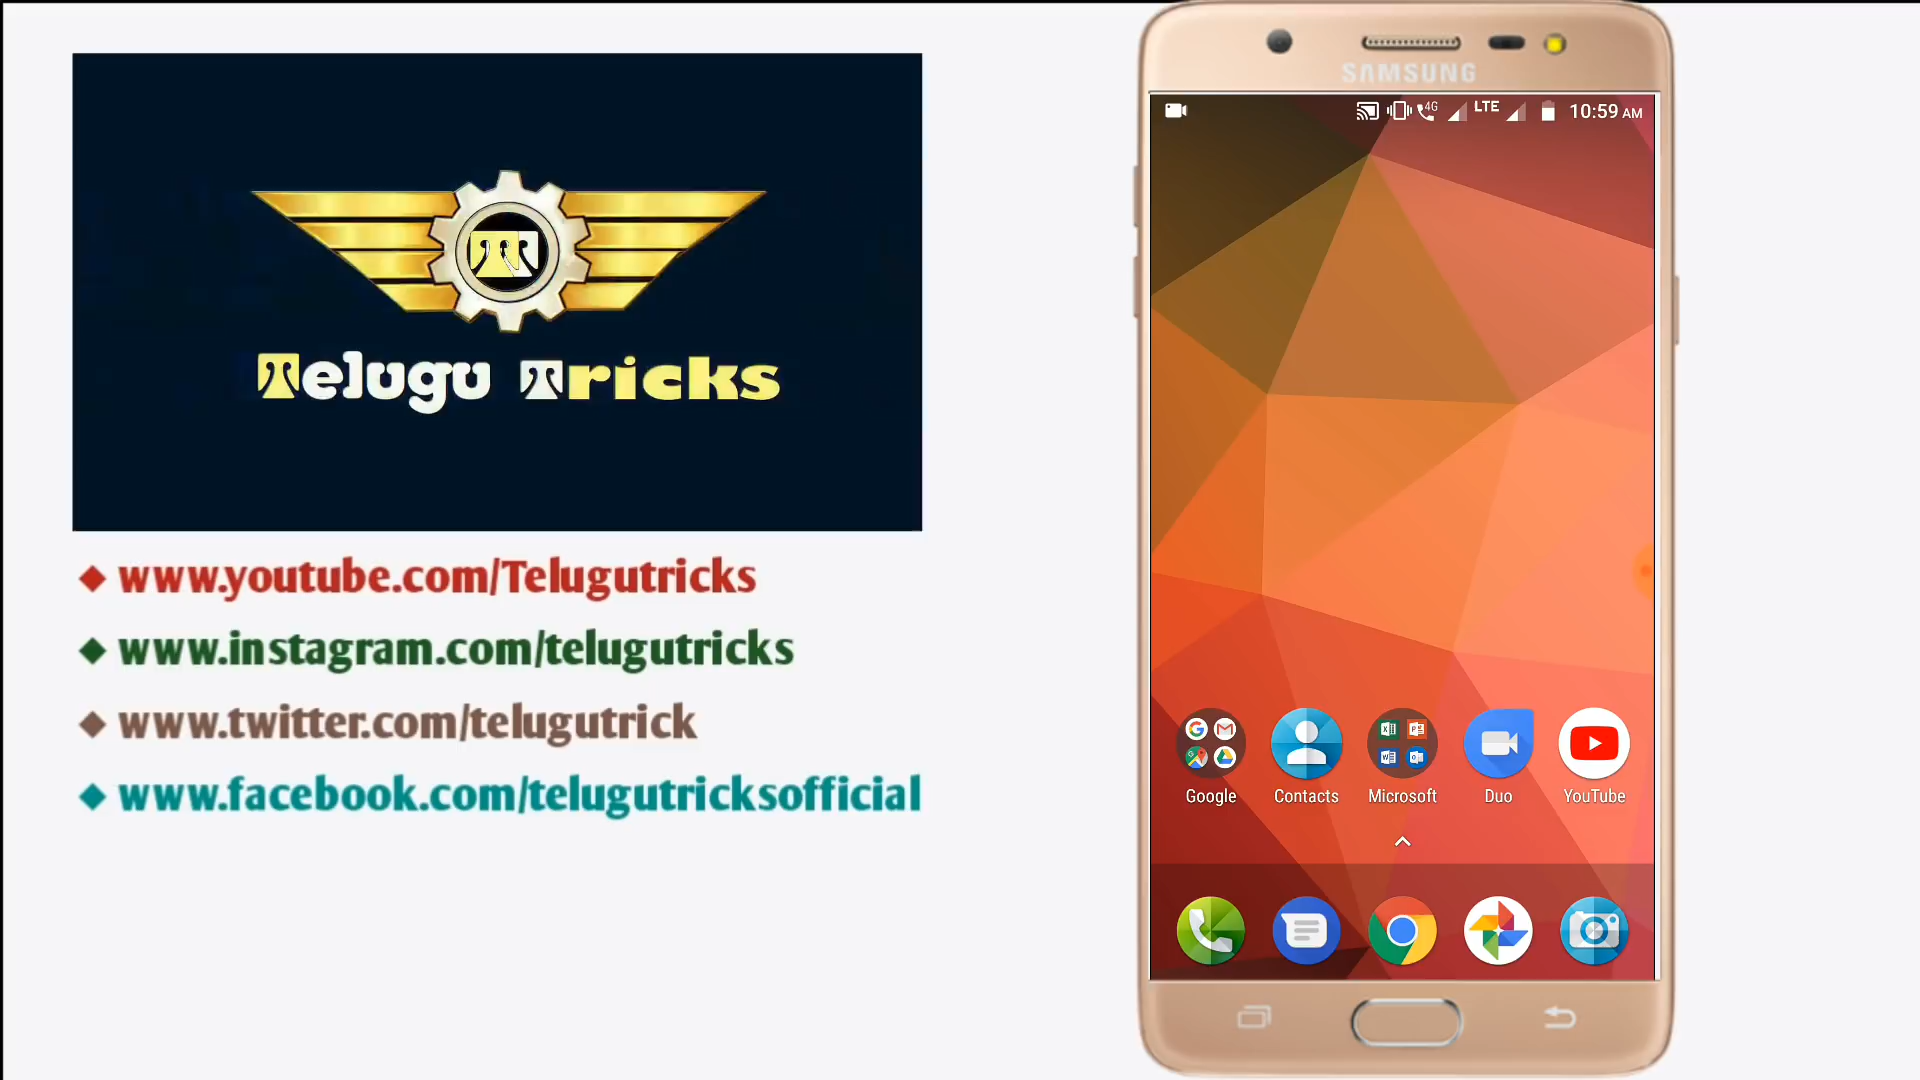 Telugu Tricks
www.youtube.com/Telugutricks
www.instagram.com/telugutricks
www.twitter.com/telugutrick
www.facebook.com/telugutricksofficial
SAMSUNG
4G LTE 10:59 AM
Google Contacts Microsoft Duo YouTube